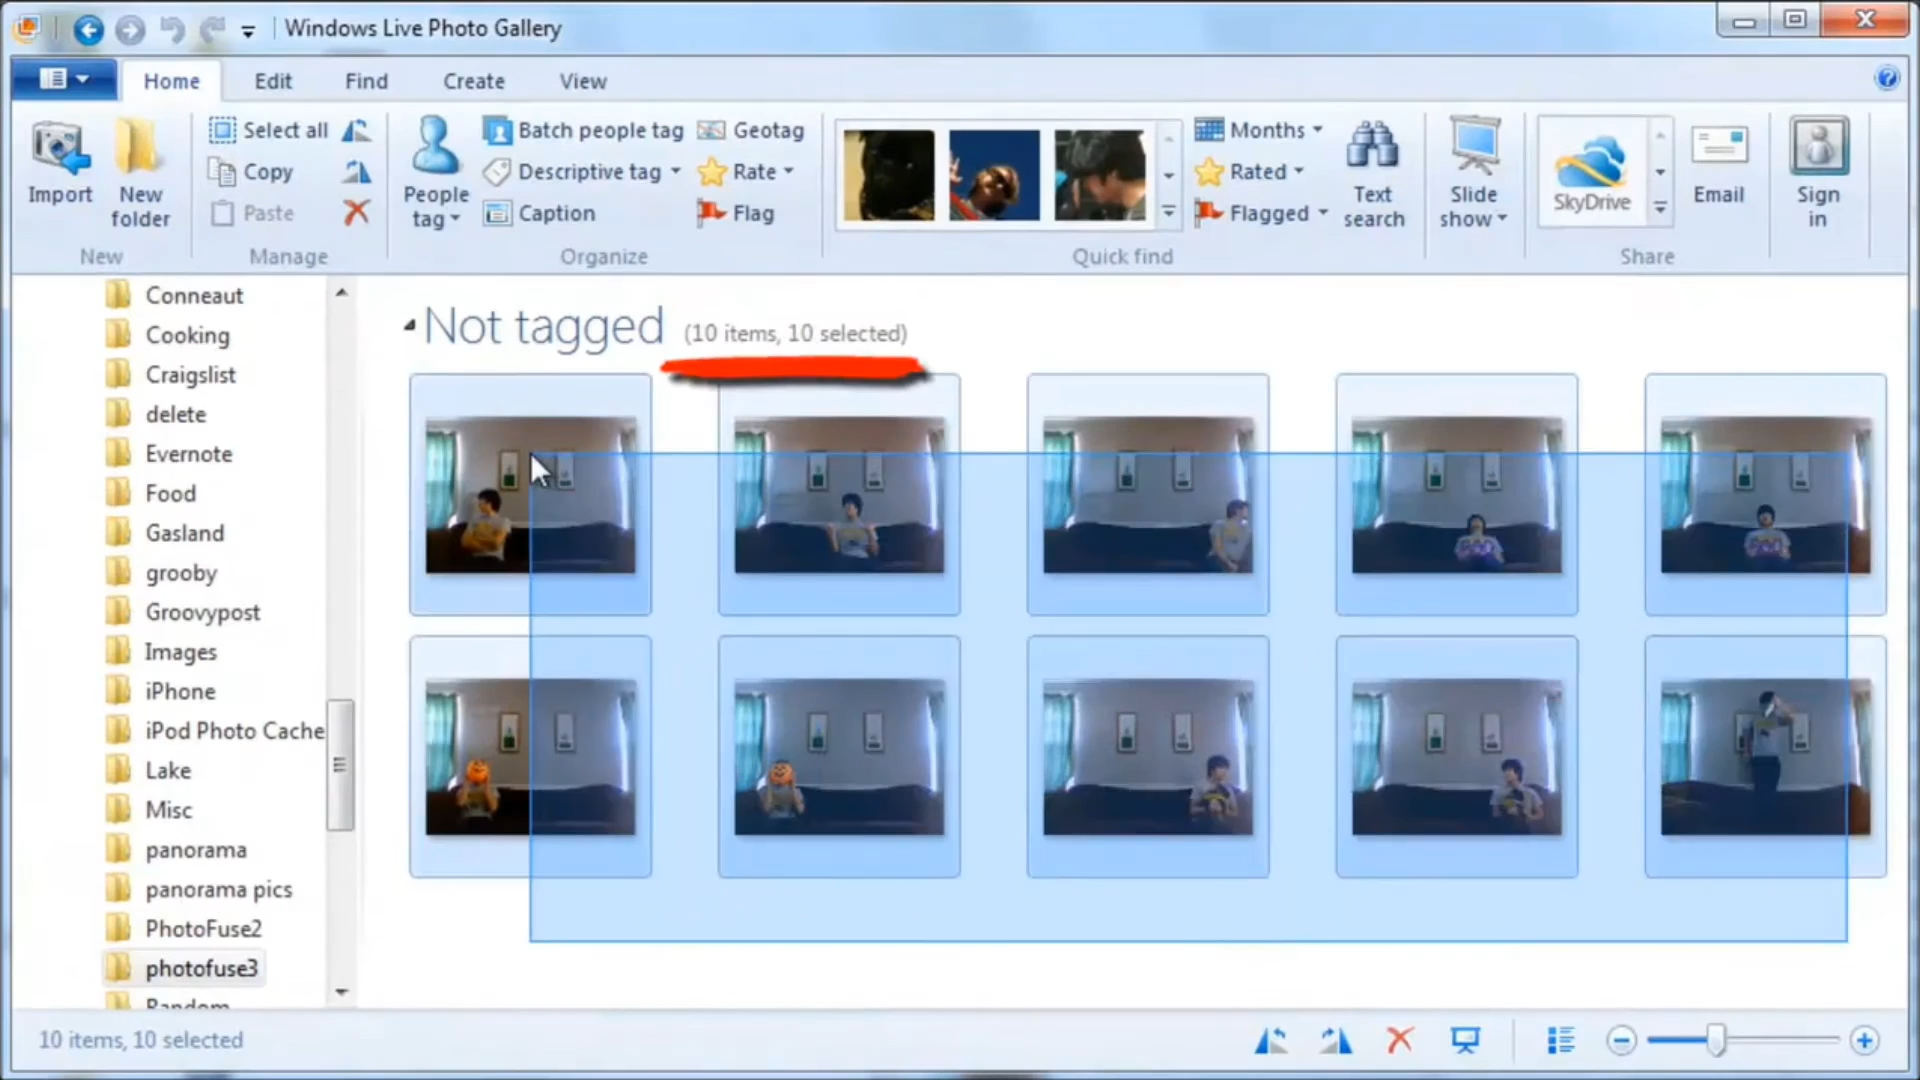 Windows Live Photo Gallery
Home Edit Find Create View
Import
New folder
New
Select all
Copy
Paste
Manage
People tag
Batch people tag
Descriptive tag
Caption
Geotag
Rate
Flag
Organize
Months
Rated
Flagged
Text search
Quick find
Slide show
SkyDrive
Email
Share
Sign in
Conneaut
Cooking
Craigslist
delete
Evernote
Food
Gasland
grooby
Groovypost
Images
iPhone
iPod Photo Cache
Lake
Misc
panorama
panorama pics
PhotoFuse2
photofuse3
Random
Not tagged (10 items, 10 selected)
10 items, 10 selected